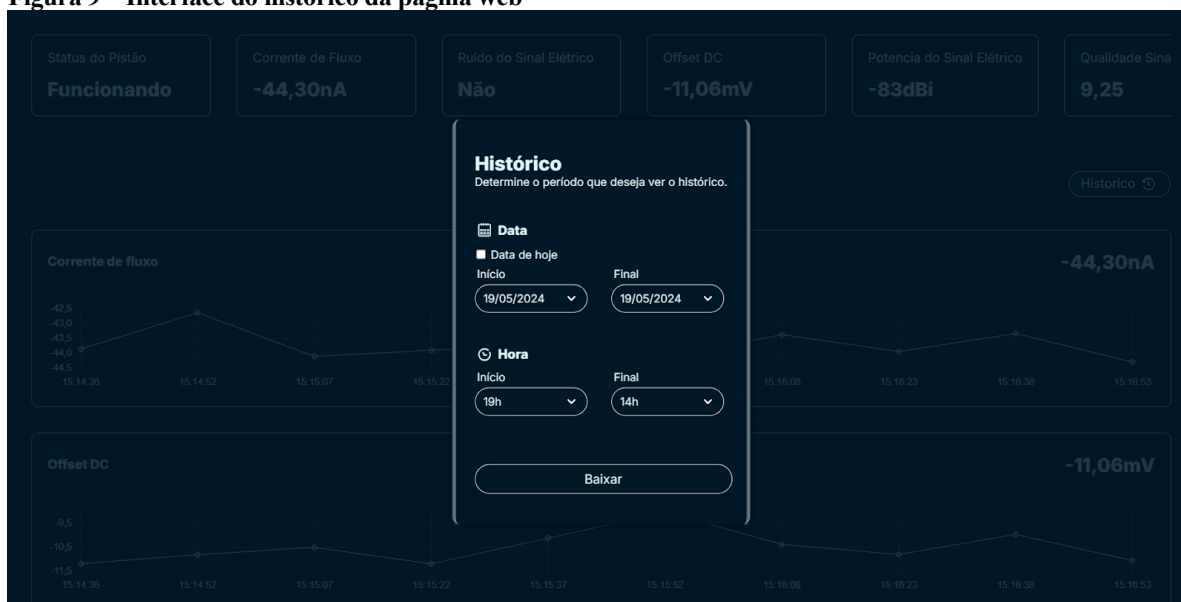 Figura 9 – Interface do histórico da página web
Status do Pistão
Funcionando
Corrente de Fluxo
-44,30nA
Ruído do Sinal Elétrico
Não
Offset DC
-11,06mV
Potencia do Sinal Elétrico
-83dBi
Qualidade Sina
9,25
Histórico
Determine o período que deseja ver o histórico.
Historico
Data
Data de hoje
Início Final
19/05/2024 19/05/2024
Hora
Início Final
19h 14h
Baixar
Corrente de fluxo
-44,30nA
-42,5
-43,0
-43,5
-44,0
-44,5
15:14:36 15:14:52 15:15:07 15:15:22 15:16:08 15:16:23 15:16:38 15:16:53
Offset DC
-11,06mV
-9,5
-10,5
-11,5
15:14:36 15:14:52 15:15:07 15:15:22 15:15:37 15:15:52 15:16:08 15:16:23 15:16:38 15:16:53